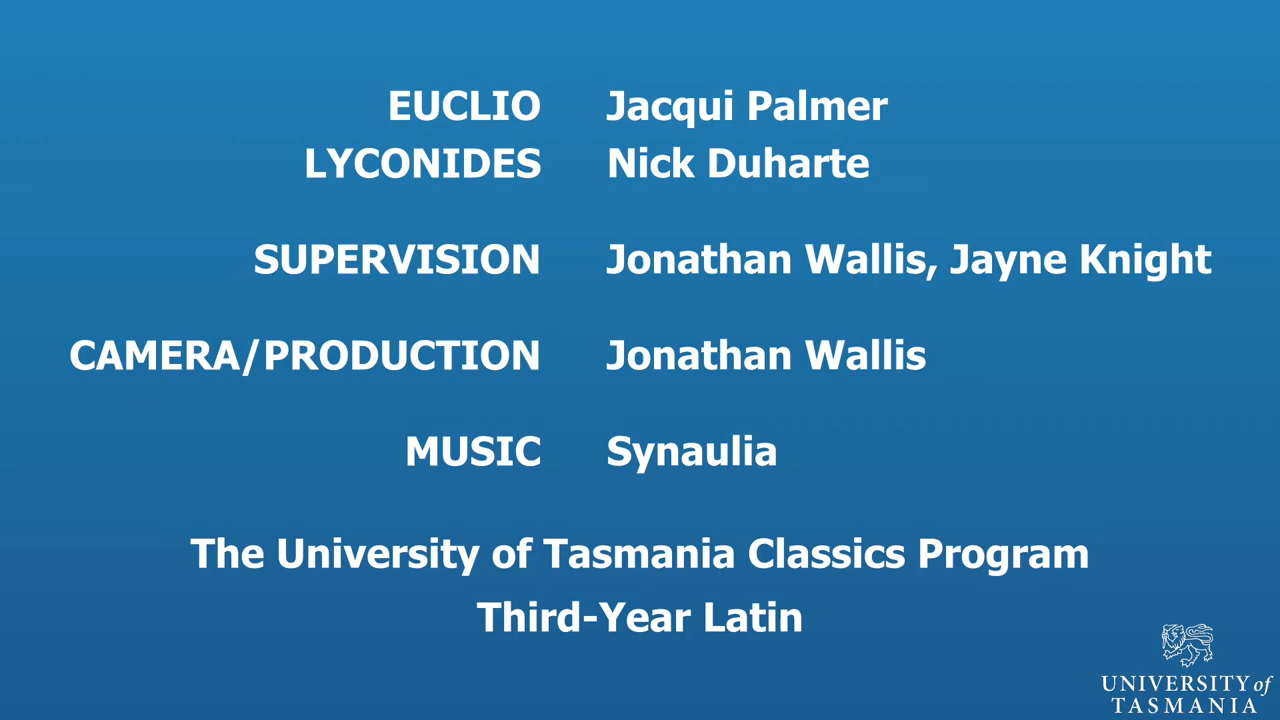 EUCLIO Jacqui Palmer
LYCONIDES Nick Duharte
SUPERVISION Jonathan Wallis, Jayne Knight
CAMERA/PRODUCTION Jonathan Wallis
MUSIC Synaulia
The University of Tasmania Classics Program
Third-Year Latin
UNIVERSITY of
TASMANIA